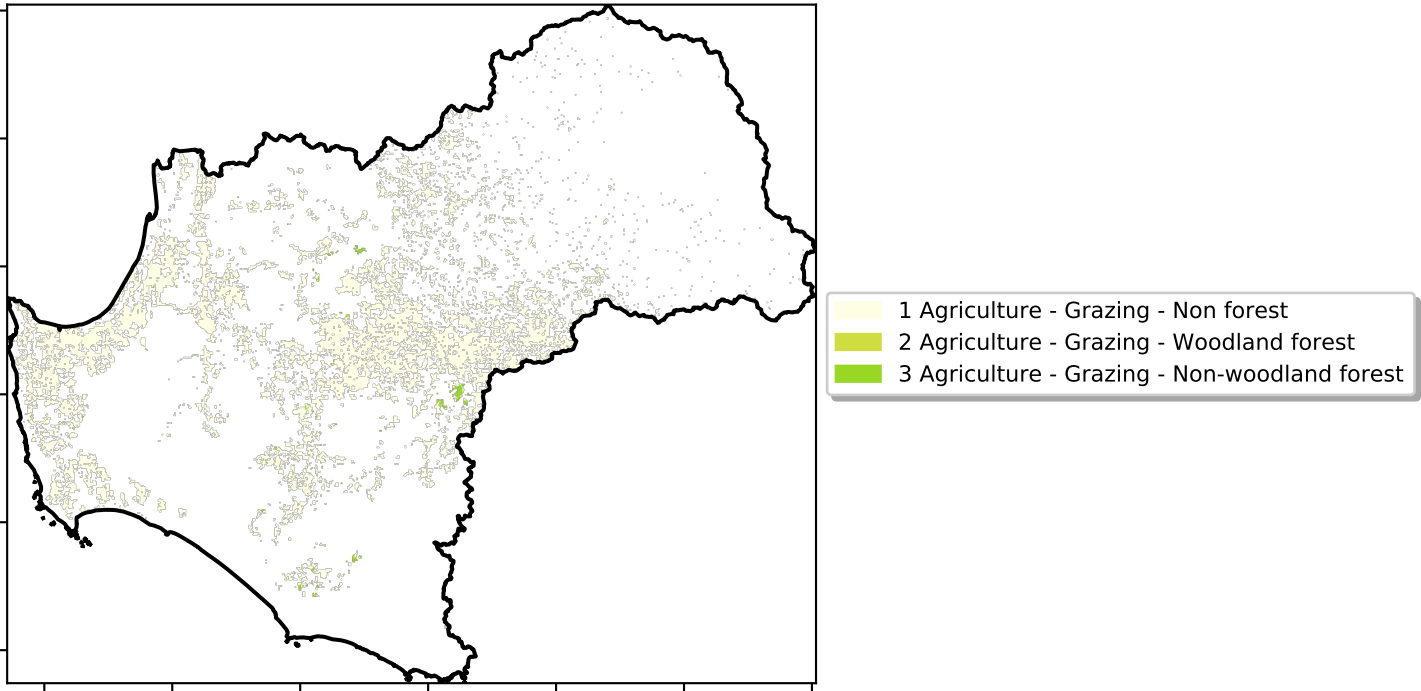 1 Agriculture - Grazing - Non forest
2 Agriculture - Grazing - Woodland forest
3 Agriculture - Grazing - Non-woodland forest